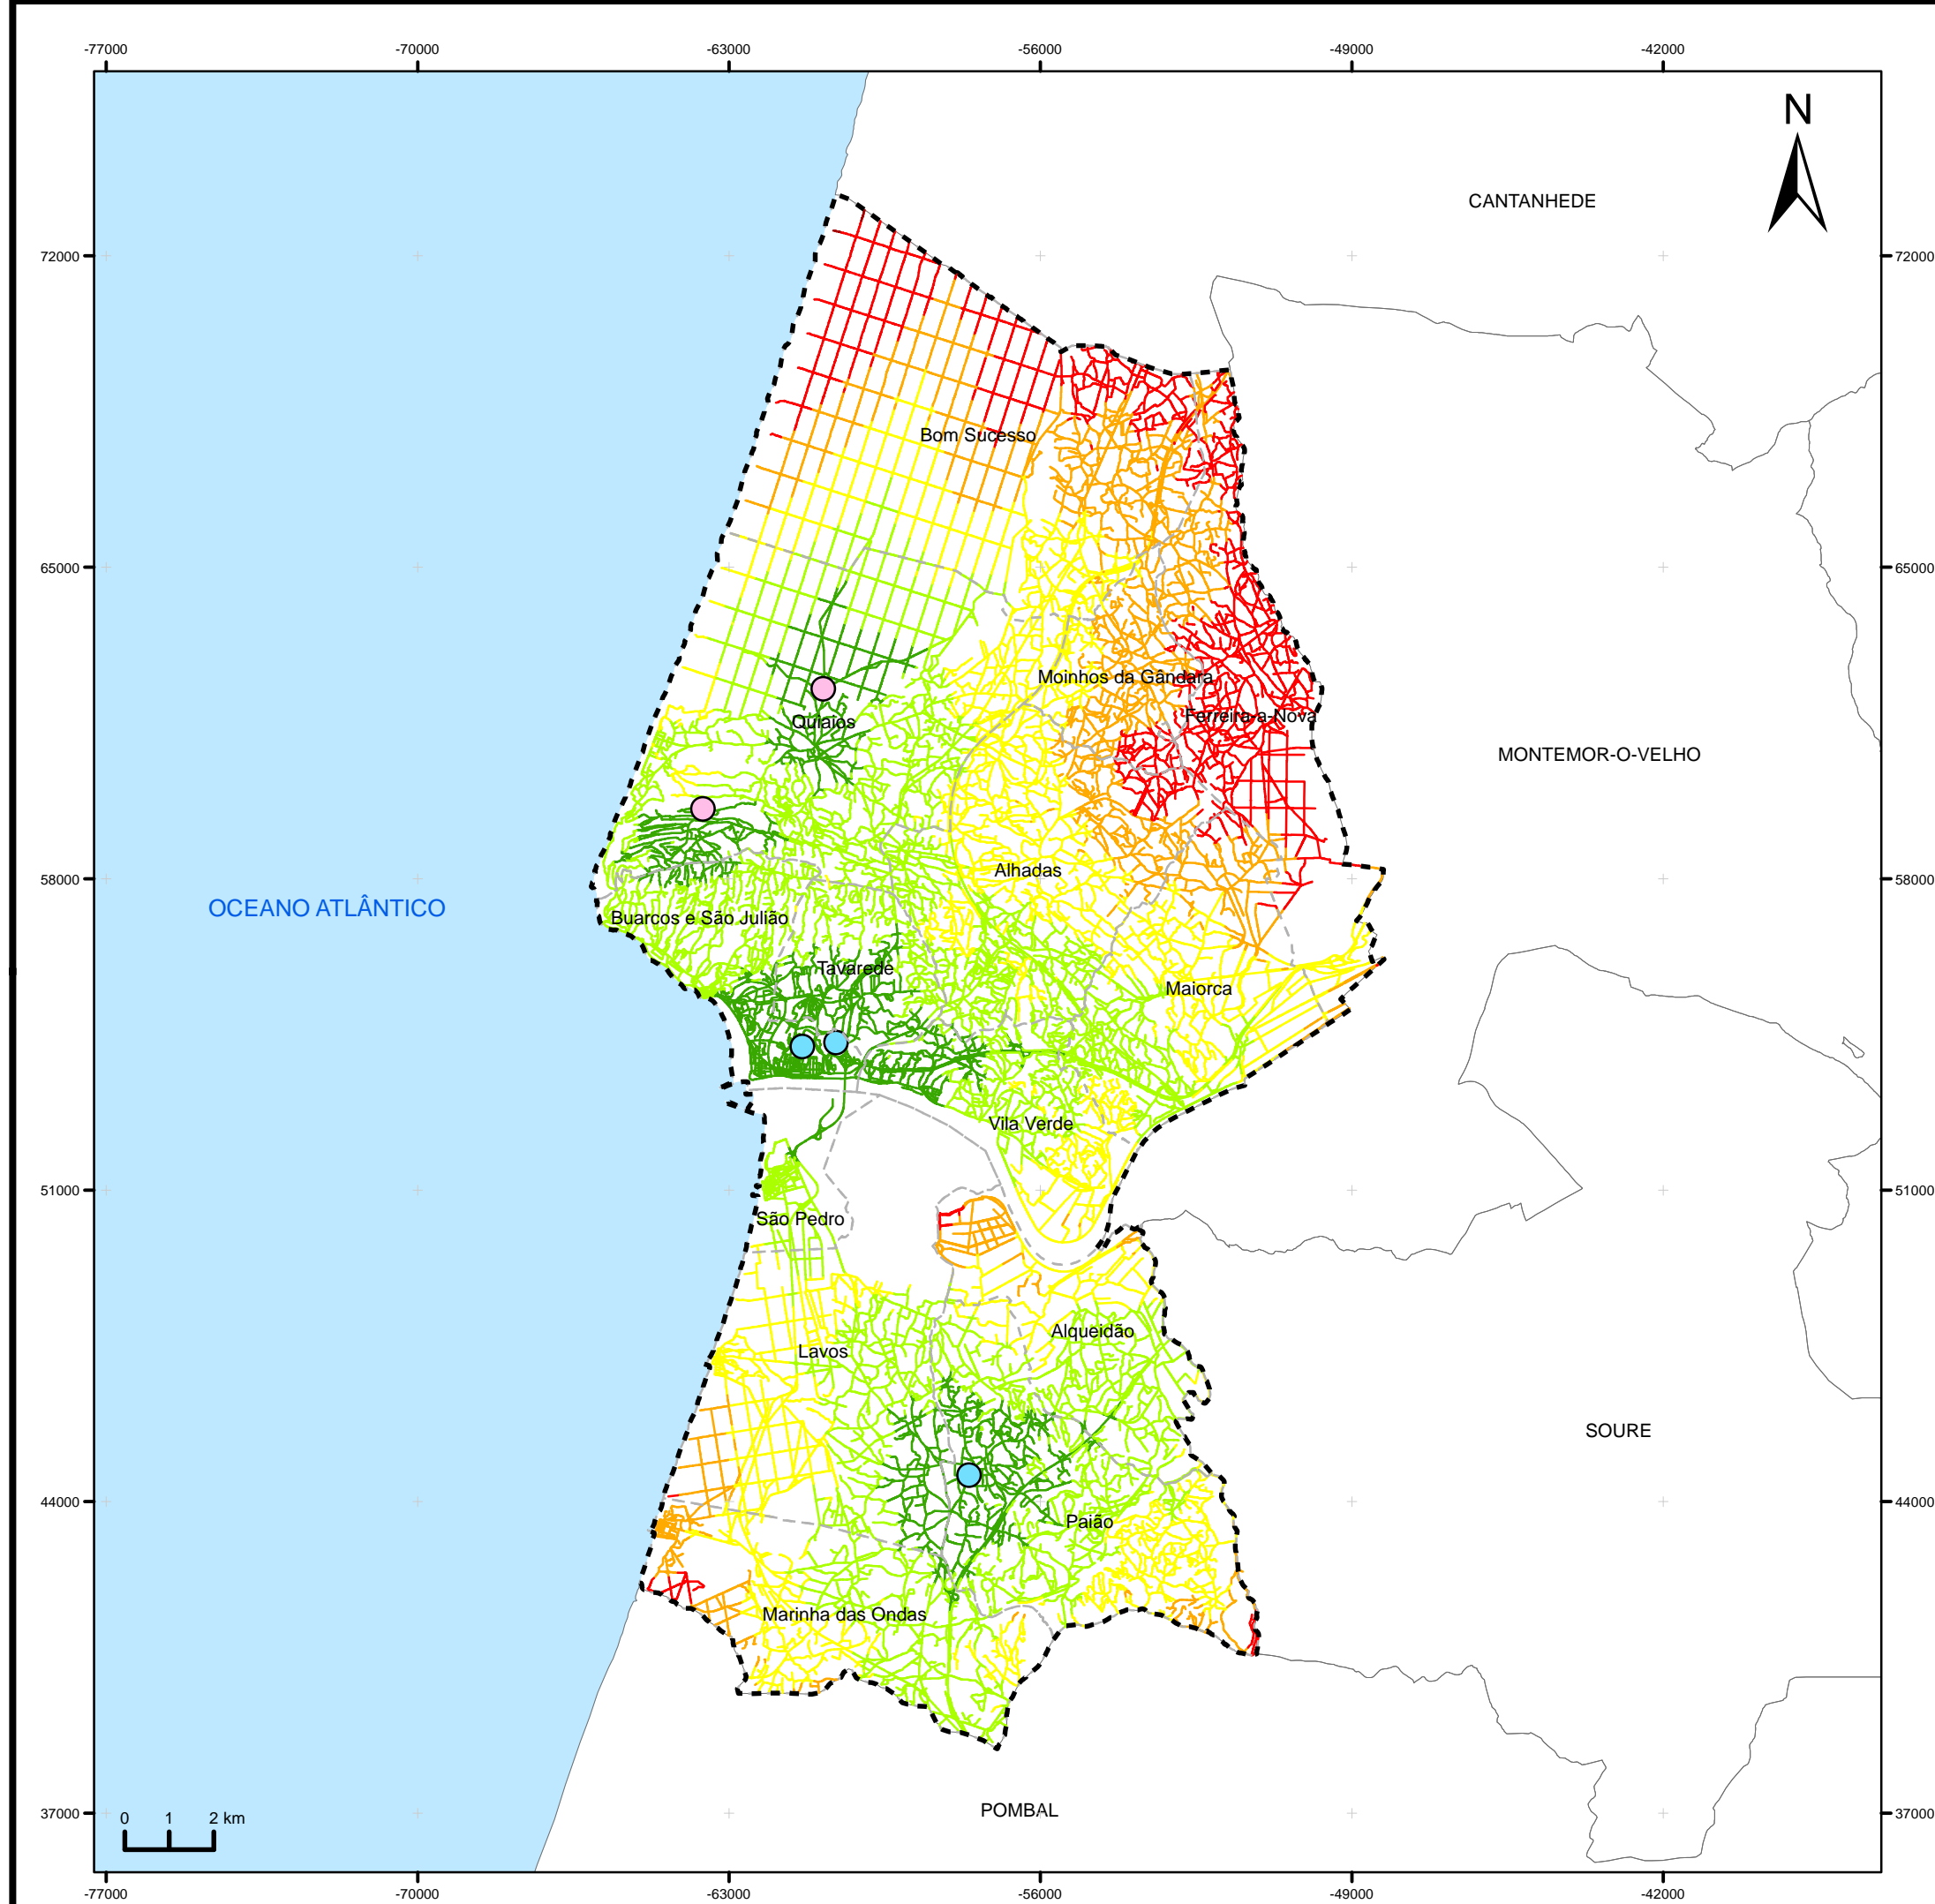 -77000 -70000 -63000 -56000 -49000 -42000
N
CANTANHEDE
72000 72000
Bom Sucesso
65000 65000
Moinhos da Gândara
Ferreira-a-Nova
Quiaios
MONTEMOR-O-VELHO
Alhadas
58000 58000
OCEANO ATLÂNTICO
Buarcos e São Julião
Tavarede
Maiorca
Vila Verde
51000 51000
São Pedro
Alqueidão
Lavos
SOURE
44000 44000
Paião
Marinha das Ondas
POMBAL
37000 37000
0 1 2 km
-77000 -70000 -63000 -56000 -49000 -42000